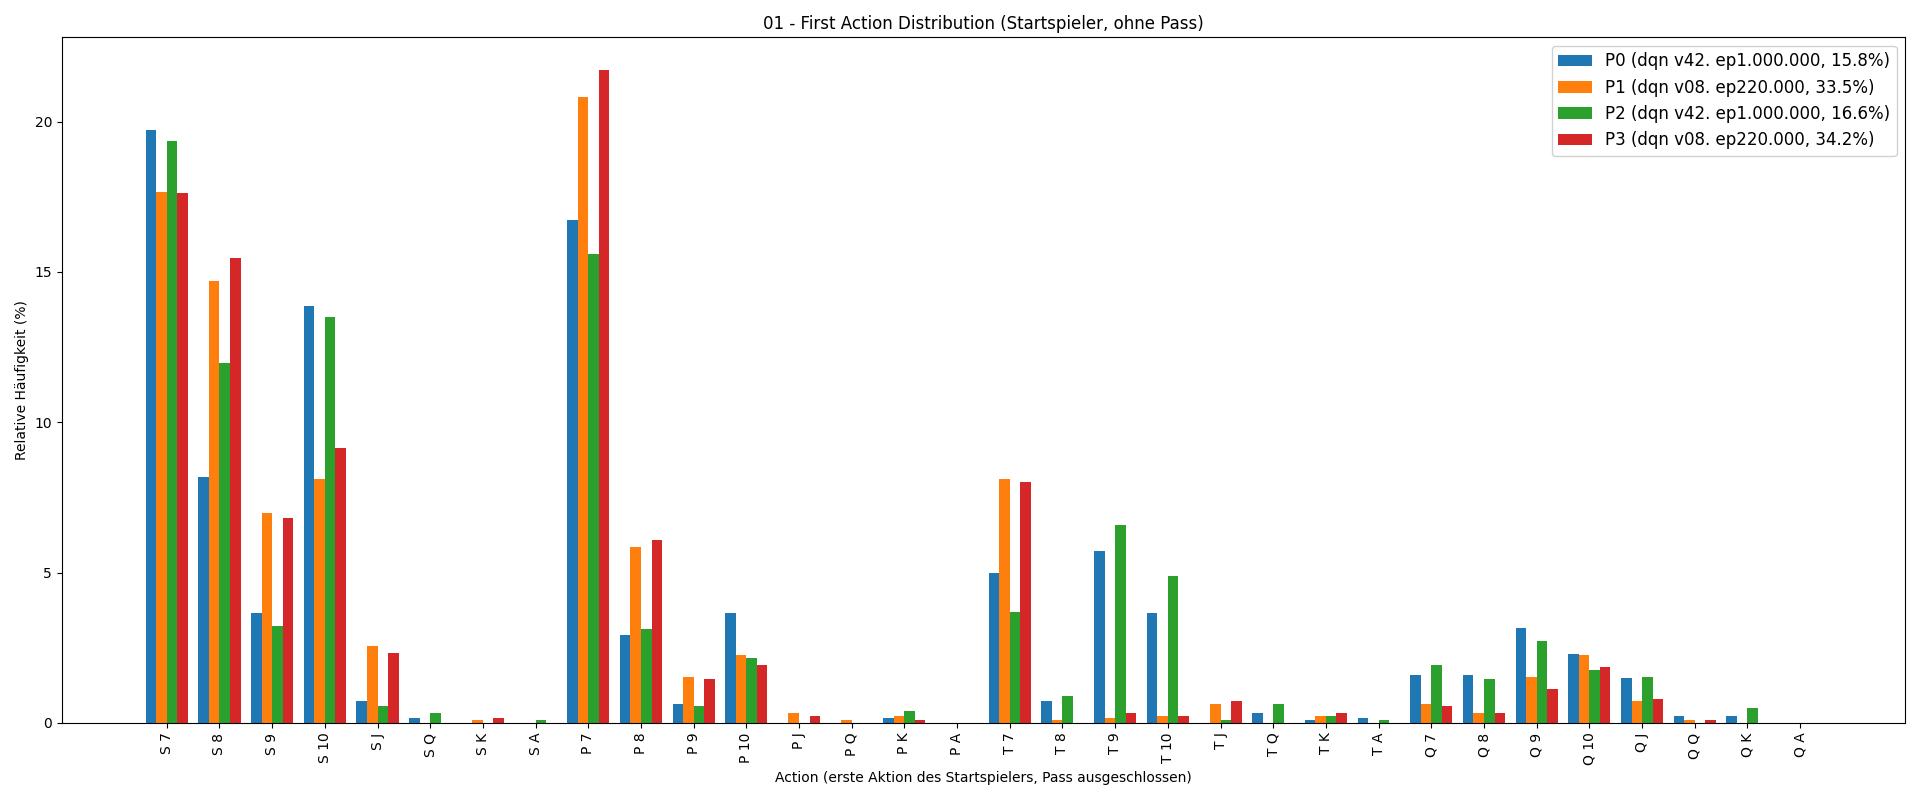 01 - First Action Distribution (Startspieler, ohne Pass)
P0 (dqn v42. ep1.000.000, 15.8%)
P1 (dqn v08. ep220.000, 33.5%)
P2 (dqn v42. ep1.000.000, 16.6%)
P3 (dqn v08. ep220.000, 34.2%)
Relative Häufigkeit (%)
20
15
10
5
0
S 7
S 8
S 9
S 10
S J
S Q
S K
S A
P 7
P 8
P 9
P 10
P J
P Q
P K
P A
T 7
T 8
T 9
T 10
T J
T Q
T K
T A
Q 7
Q 8
Q 9
Q 10
Q J
Q Q
Q K
Q A
Action (erste Aktion des Startspielers, Pass ausgeschlossen)